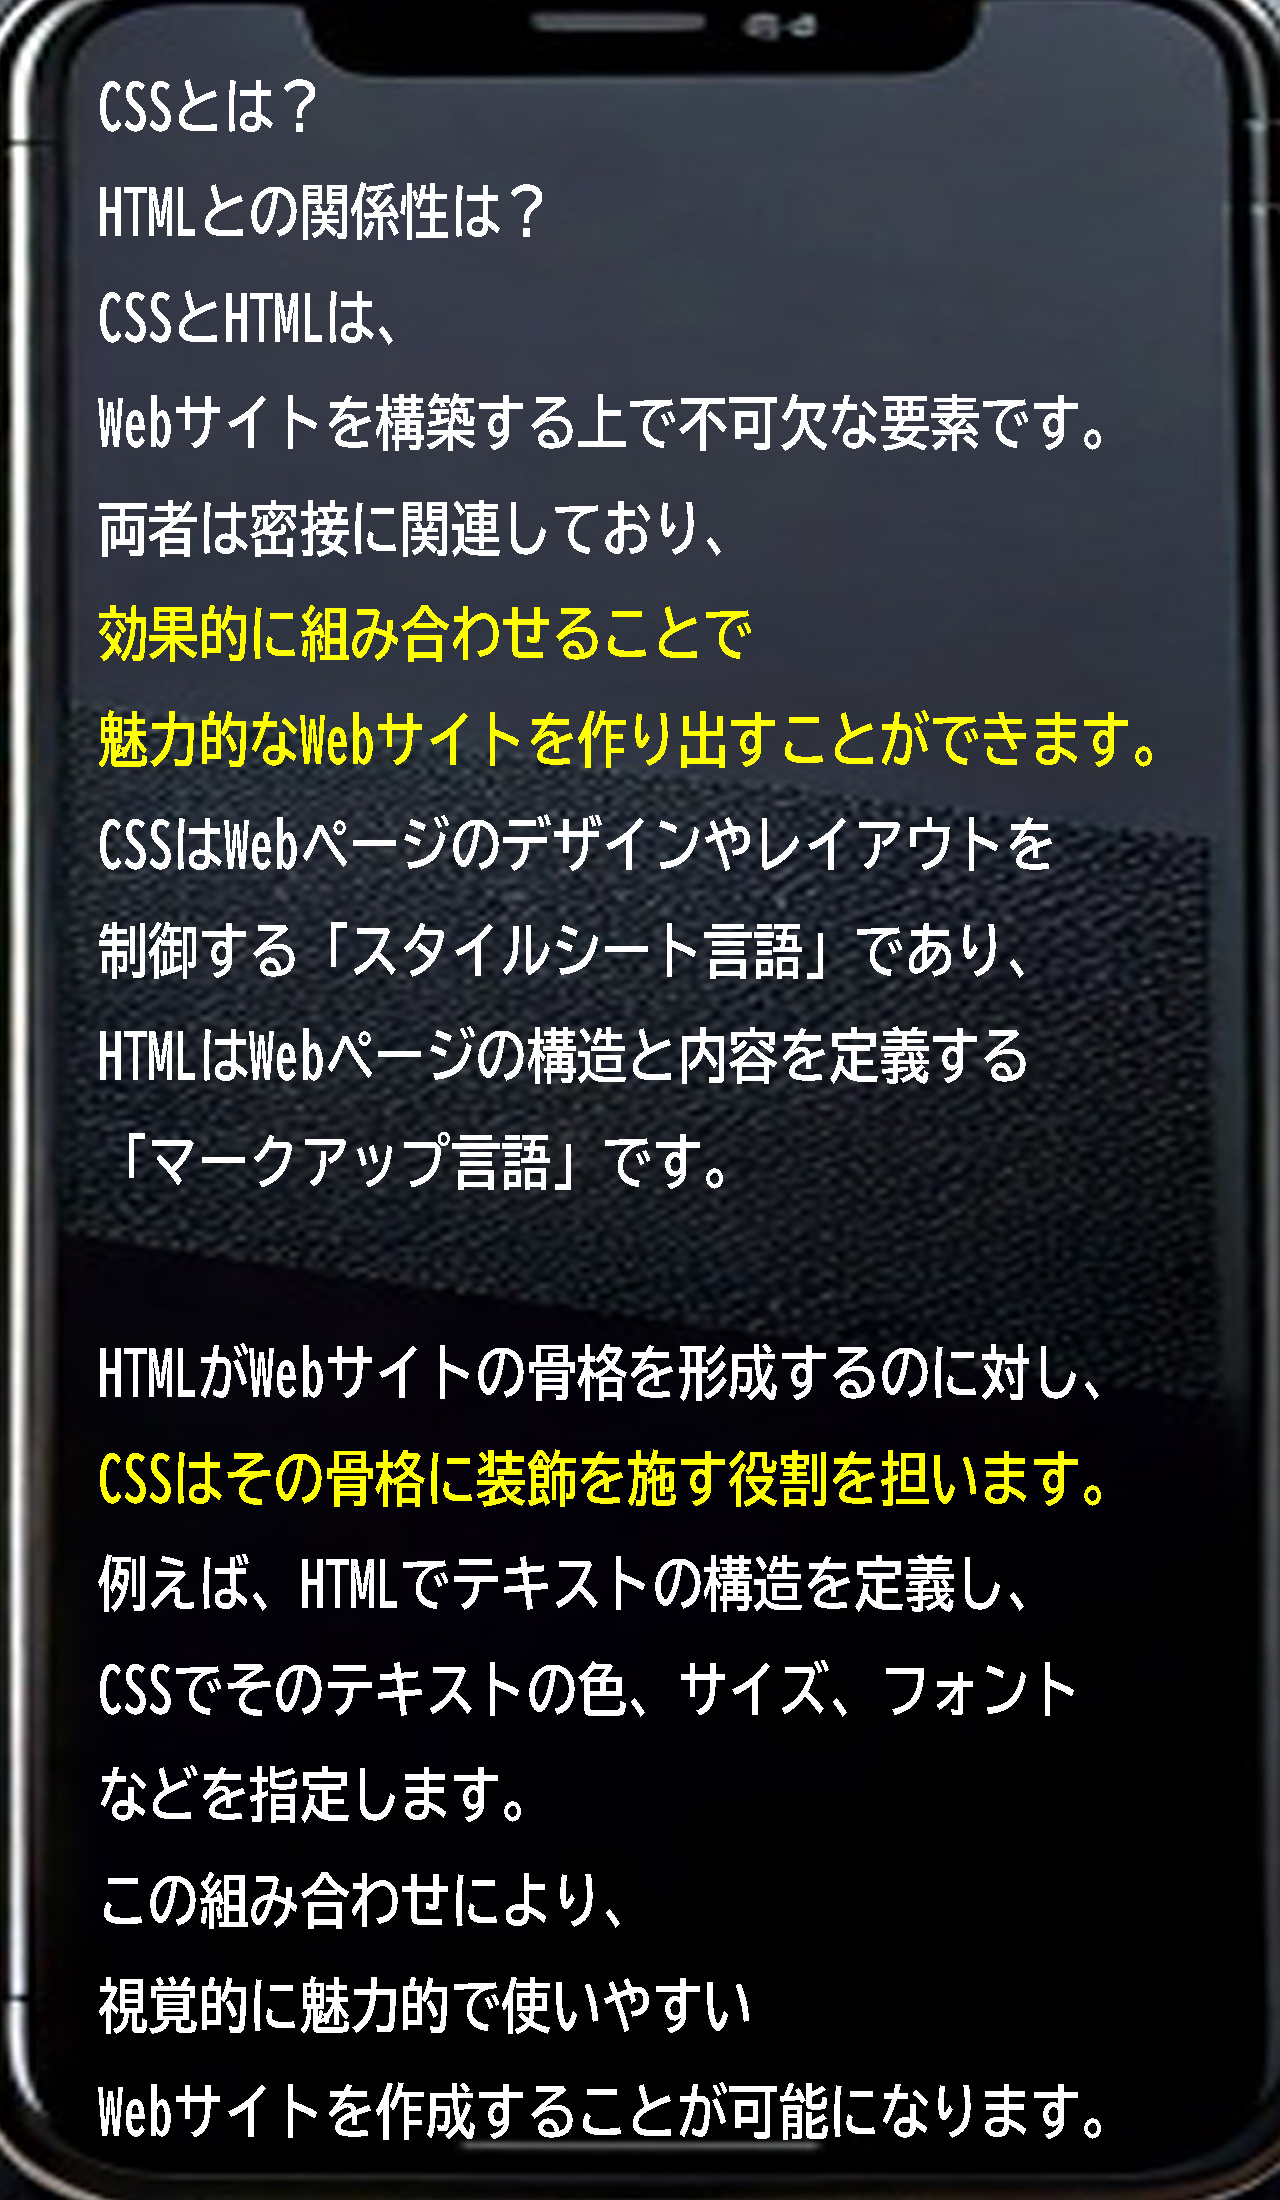 CSSとは？
HTMLとの関係性は？
CSSとHTMLは、
Webサイトを構築する上で不可欠な要素です。
両者は密接に関連しており、
効果的に組み合わせることで
魅力的なWebサイトを作り出すことができます。
CSSはWebページのデザインやレイアウトを
制御する「スタイルシート言語」であり、
HTMLはWebページの構造と内容を定義する
「マークアップ言語」です。
HTMLがWebサイトの骨格を形成するのに対し、
CSSはその骨格に装飾を施す役割を担います。
例えば、HTMLでテキストの構造を定義し、
CSSでそのテキストの色、サイズ、フォント
などを指定します。
この組み合わせにより、
視覚的に魅力的で使いやすい
Webサイトを作成することが可能になります。